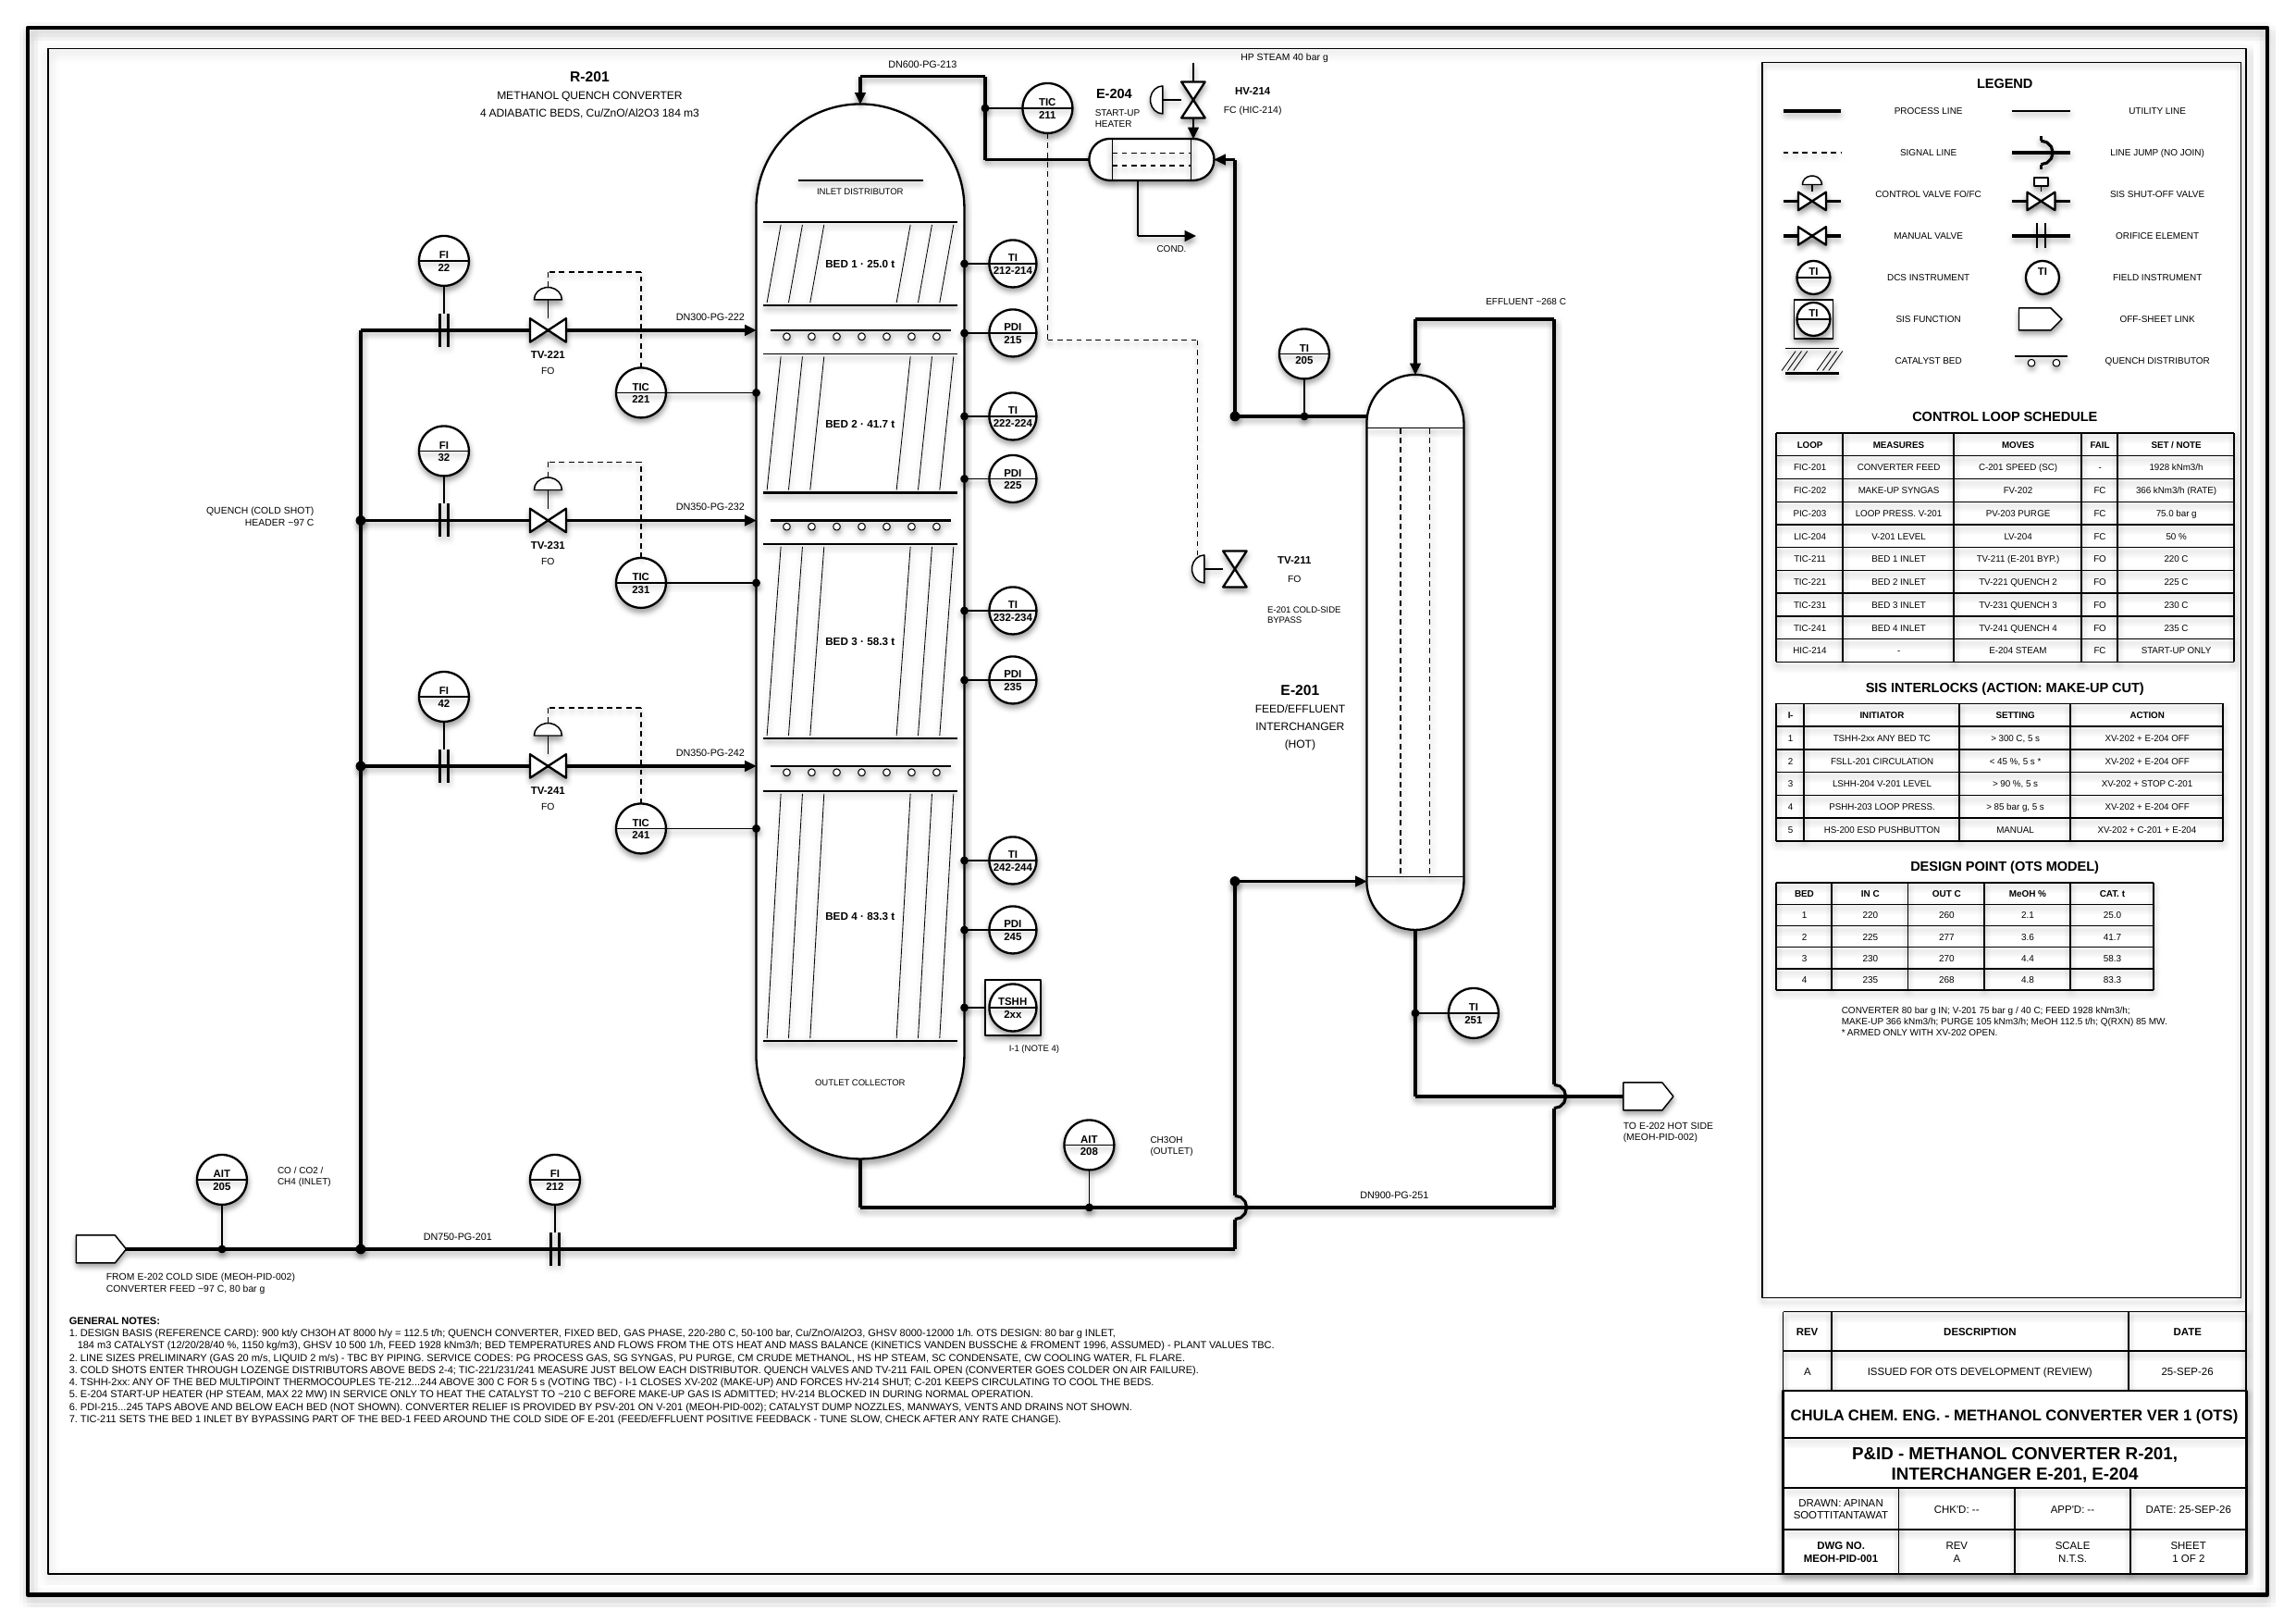 R-201
METHANOL QUENCH CONVERTER
4 ADIABATIC BEDS, Cu/ZnO/Al2O3 184 m3
DN600-PG-213
HP STEAM 40 bar g
TIC
211
E-204
START-UP
HEATER
HV-214
FC (HIC-214)
COND.
INLET DISTRIBUTOR
BED 1 · 25.0 t
TI
212-214
PDI
215
FI
22
DN300-PG-222
TV-221
FO
TIC
221
BED 2 · 41.7 t
TI
222-224
PDI
225
EFFLUENT ~268 C
TI
205
FI
32
QUENCH (COLD SHOT)
HEADER ~97 C
DN350-PG-232
TV-231
FO
TIC
231
BED 3 · 58.3 t
TI
232-234
PDI
235
TV-211
FO
E-201 COLD-SIDE
BYPASS
E-201
FEED/EFFLUENT
INTERCHANGER
(HOT)
FI
42
DN350-PG-242
TV-241
FO
TIC
241
BED 4 · 83.3 t
TI
242-244
PDI
245
TSHH
2xx
I-1 (NOTE 4)
OUTLET COLLECTOR
TI
251
TO E-202 HOT SIDE
(MEOH-PID-002)
AIT
208
CH3OH
(OUTLET)
DN900-PG-251
AIT
205
CO / CO2 /
CH4 (INLET)
FI
212
DN750-PG-201
FROM E-202 COLD SIDE (MEOH-PID-002)
CONVERTER FEED ~97 C, 80 bar g
GENERAL NOTES:
1. DESIGN BASIS (REFERENCE CARD): 900 kt/y CH3OH AT 8000 h/y = 112.5 t/h; QUENCH CONVERTER, FIXED BED, GAS PHASE, 220-280 C, 50-100 bar, Cu/ZnO/Al2O3, GHSV 8000-12000 1/h. OTS DESIGN: 80 bar g INLET,
184 m3 CATALYST (12/20/28/40 %, 1150 kg/m3), GHSV 10 500 1/h, FEED 1928 kNm3/h; BED TEMPERATURES AND FLOWS FROM THE OTS HEAT AND MASS BALANCE (KINETICS VANDEN BUSSCHE & FROMENT 1996, ASSUMED) - PLANT VALUES TBC.
2. LINE SIZES PRELIMINARY (GAS 20 m/s, LIQUID 2 m/s) - TBC BY PIPING. SERVICE CODES: PG PROCESS GAS, SG SYNGAS, PU PURGE, CM CRUDE METHANOL, HS HP STEAM, SC CONDENSATE, CW COOLING WATER, FL FLARE.
3. COLD SHOTS ENTER THROUGH LOZENGE DISTRIBUTORS ABOVE BEDS 2-4; TIC-221/231/241 MEASURE JUST BELOW EACH DISTRIBUTOR. QUENCH VALVES AND TV-211 FAIL OPEN (CONVERTER GOES COLDER ON AIR FAILURE).
4. TSHH-2xx: ANY OF THE BED MULTIPOINT THERMOCOUPLES TE-212...244 ABOVE 300 C FOR 5 s (VOTING TBC) - I-1 CLOSES XV-202 (MAKE-UP) AND FORCES HV-214 SHUT; C-201 KEEPS CIRCULATING TO COOL THE BEDS.
5. E-204 START-UP HEATER (HP STEAM, MAX 22 MW) IN SERVICE ONLY TO HEAT THE CATALYST TO ~210 C BEFORE MAKE-UP GAS IS ADMITTED; HV-214 BLOCKED IN DURING NORMAL OPERATION.
6. PDI-215...245 TAPS ABOVE AND BELOW EACH BED (NOT SHOWN). CONVERTER RELIEF IS PROVIDED BY PSV-201 ON V-201 (MEOH-PID-002); CATALYST DUMP NOZZLES, MANWAYS, VENTS AND DRAINS NOT SHOWN.
7. TIC-211 SETS THE BED 1 INLET BY BYPASSING PART OF THE BED-1 FEED AROUND THE COLD SIDE OF E-201 (FEED/EFFLUENT POSITIVE FEEDBACK - TUNE SLOW, CHECK AFTER ANY RATE CHANGE).
LEGEND
PROCESS LINE UTILITY LINE
SIGNAL LINE LINE JUMP (NO JOIN)
CONTROL VALVE FO/FC SIS SHUT-OFF VALVE
MANUAL VALVE ORIFICE ELEMENT
TI DCS INSTRUMENT TI FIELD INSTRUMENT
TI SIS FUNCTION OFF-SHEET LINK
CATALYST BED QUENCH DISTRIBUTOR
CONTROL LOOP SCHEDULE
LOOP MEASURES MOVES FAIL SET / NOTE
FIC-201 CONVERTER FEED C-201 SPEED (SC) - 1928 kNm3/h
FIC-202 MAKE-UP SYNGAS FV-202 FC 366 kNm3/h (RATE)
PIC-203 LOOP PRESS. V-201 PV-203 PURGE FC 75.0 bar g
LIC-204 V-201 LEVEL LV-204 FC 50 %
TIC-211 BED 1 INLET TV-211 (E-201 BYP.) FO 220 C
TIC-221 BED 2 INLET TV-221 QUENCH 2 FO 225 C
TIC-231 BED 3 INLET TV-231 QUENCH 3 FO 230 C
TIC-241 BED 4 INLET TV-241 QUENCH 4 FO 235 C
HIC-214 - E-204 STEAM FC START-UP ONLY
SIS INTERLOCKS (ACTION: MAKE-UP CUT)
I- INITIATOR SETTING ACTION
1 TSHH-2xx ANY BED TC > 300 C, 5 s XV-202 + E-204 OFF
2 FSLL-201 CIRCULATION < 45 %, 5 s * XV-202 + E-204 OFF
3 LSHH-204 V-201 LEVEL > 90 %, 5 s XV-202 + STOP C-201
4 PSHH-203 LOOP PRESS. > 85 bar g, 5 s XV-202 + E-204 OFF
5 HS-200 ESD PUSHBUTTON MANUAL XV-202 + C-201 + E-204
DESIGN POINT (OTS MODEL)
BED IN C OUT C MeOH % CAT. t
1 220 260 2.1 25.0
2 225 277 3.6 41.7
3 230 270 4.4 58.3
4 235 268 4.8 83.3
CONVERTER 80 bar g IN; V-201 75 bar g / 40 C; FEED 1928 kNm3/h;
MAKE-UP 366 kNm3/h; PURGE 105 kNm3/h; MeOH 112.5 t/h; Q(RXN) 85 MW.
* ARMED ONLY WITH XV-202 OPEN.
REV DESCRIPTION DATE
A ISSUED FOR OTS DEVELOPMENT (REVIEW) 25-SEP-26
CHULA CHEM. ENG. - METHANOL CONVERTER VER 1 (OTS)
P&ID - METHANOL CONVERTER R-201,
INTERCHANGER E-201, E-204
DRAWN: APINAN
SOOTTITANTAWAT
CHK'D: --
APP'D: --
DATE: 25-SEP-26
DWG NO.
MEOH-PID-001
REV
A
SCALE
N.T.S.
SHEET
1 OF 2